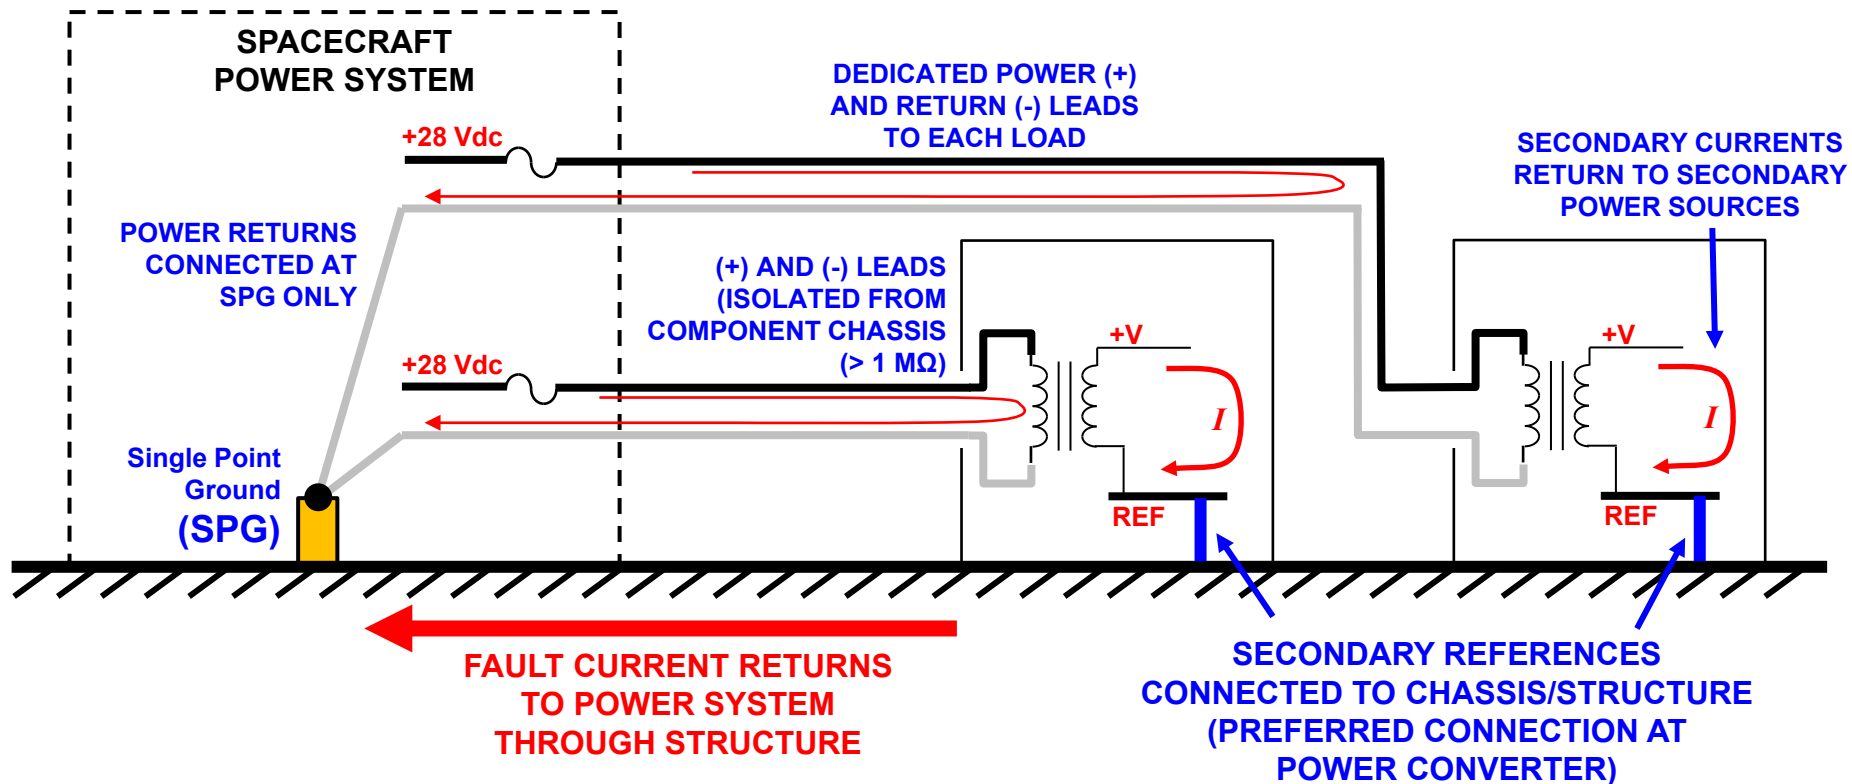 SPACECRAFT
POWER SYSTEM
DEDICATED POWER (+)
AND RETURN (-) LEADS
TO EACH LOAD
+28 Vdc
SECONDARY CURRENTS
RETURN TO SECONDARY
POWER SOURCES
POWER RETURNS
CONNECTED AT
SPG ONLY
(+) AND (-) LEADS
(ISOLATED FROM
COMPONENT CHASSIS
(> 1 MΩ)
+28 Vdc
+V
I
REF
+V
I
REF
Single Point
Ground
(SPG)
FAULT CURRENT RETURNS
TO POWER SYSTEM
THROUGH STRUCTURE
SECONDARY REFERENCES
CONNECTED TO CHASSIS/STRUCTURE
(PREFERRED CONNECTION AT
POWER CONVERTER)